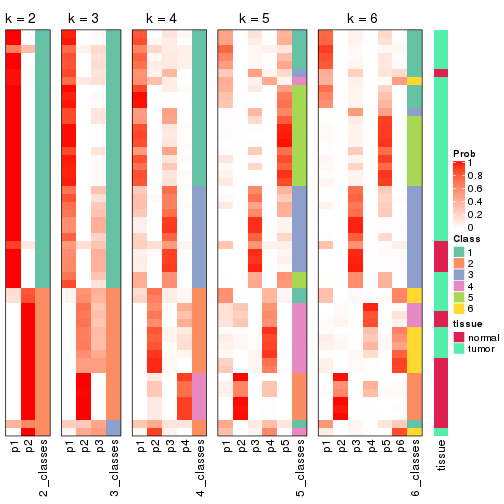 k = 2 k = 3 k = 4 k = 5 k = 6
Prob
1
0.8
0.6
0.4
0.2
0
Class
1
2
3
4
5
6
tissue
normal
tumor
p1 p2 2_classes p1 p2 p3 3_classes p1 p2 p3 p4 4_classes p1 p2 p3 p4 p5 5_classes p1 p2 p3 p4 p5 p6 6_classes tissue